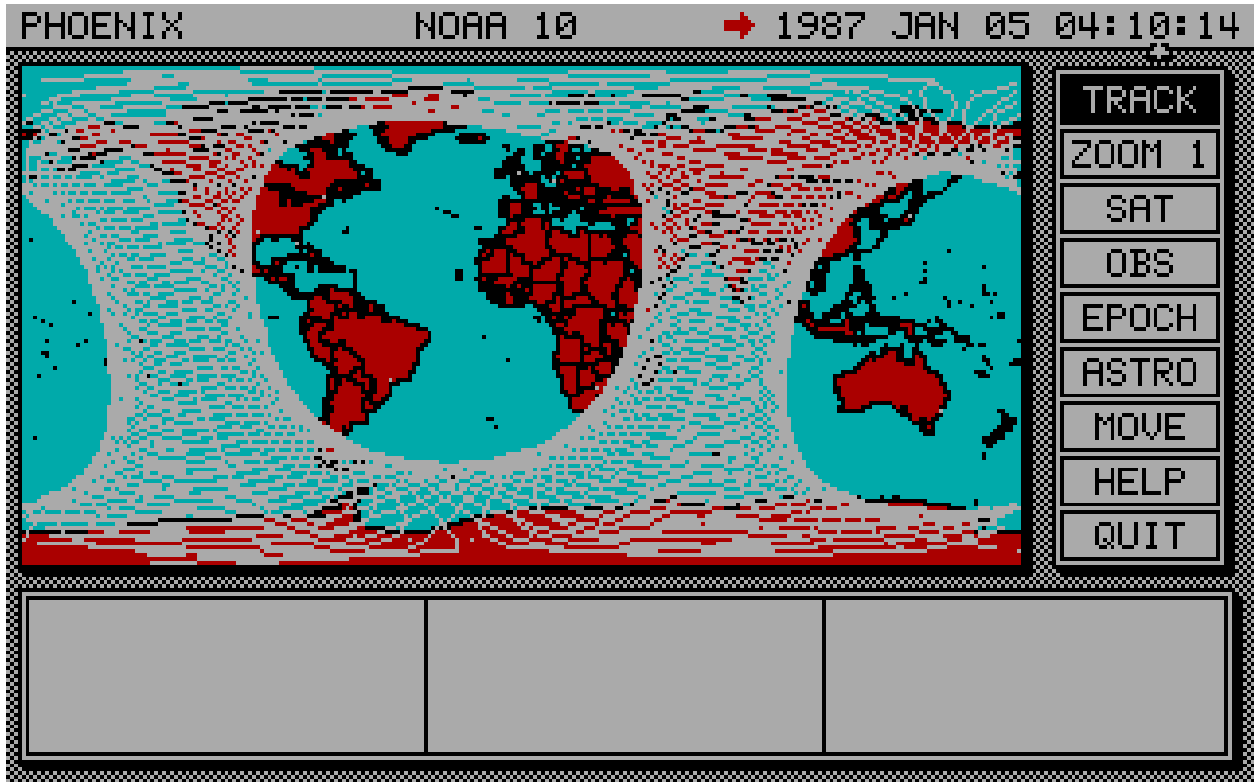 PHOENIX NOAA 10 1987 JAN 05 04:10:14
TRACK
ZOOM 1
SAT
OBS
EPOCH
ASTRO
MOVE
HELP
QUIT